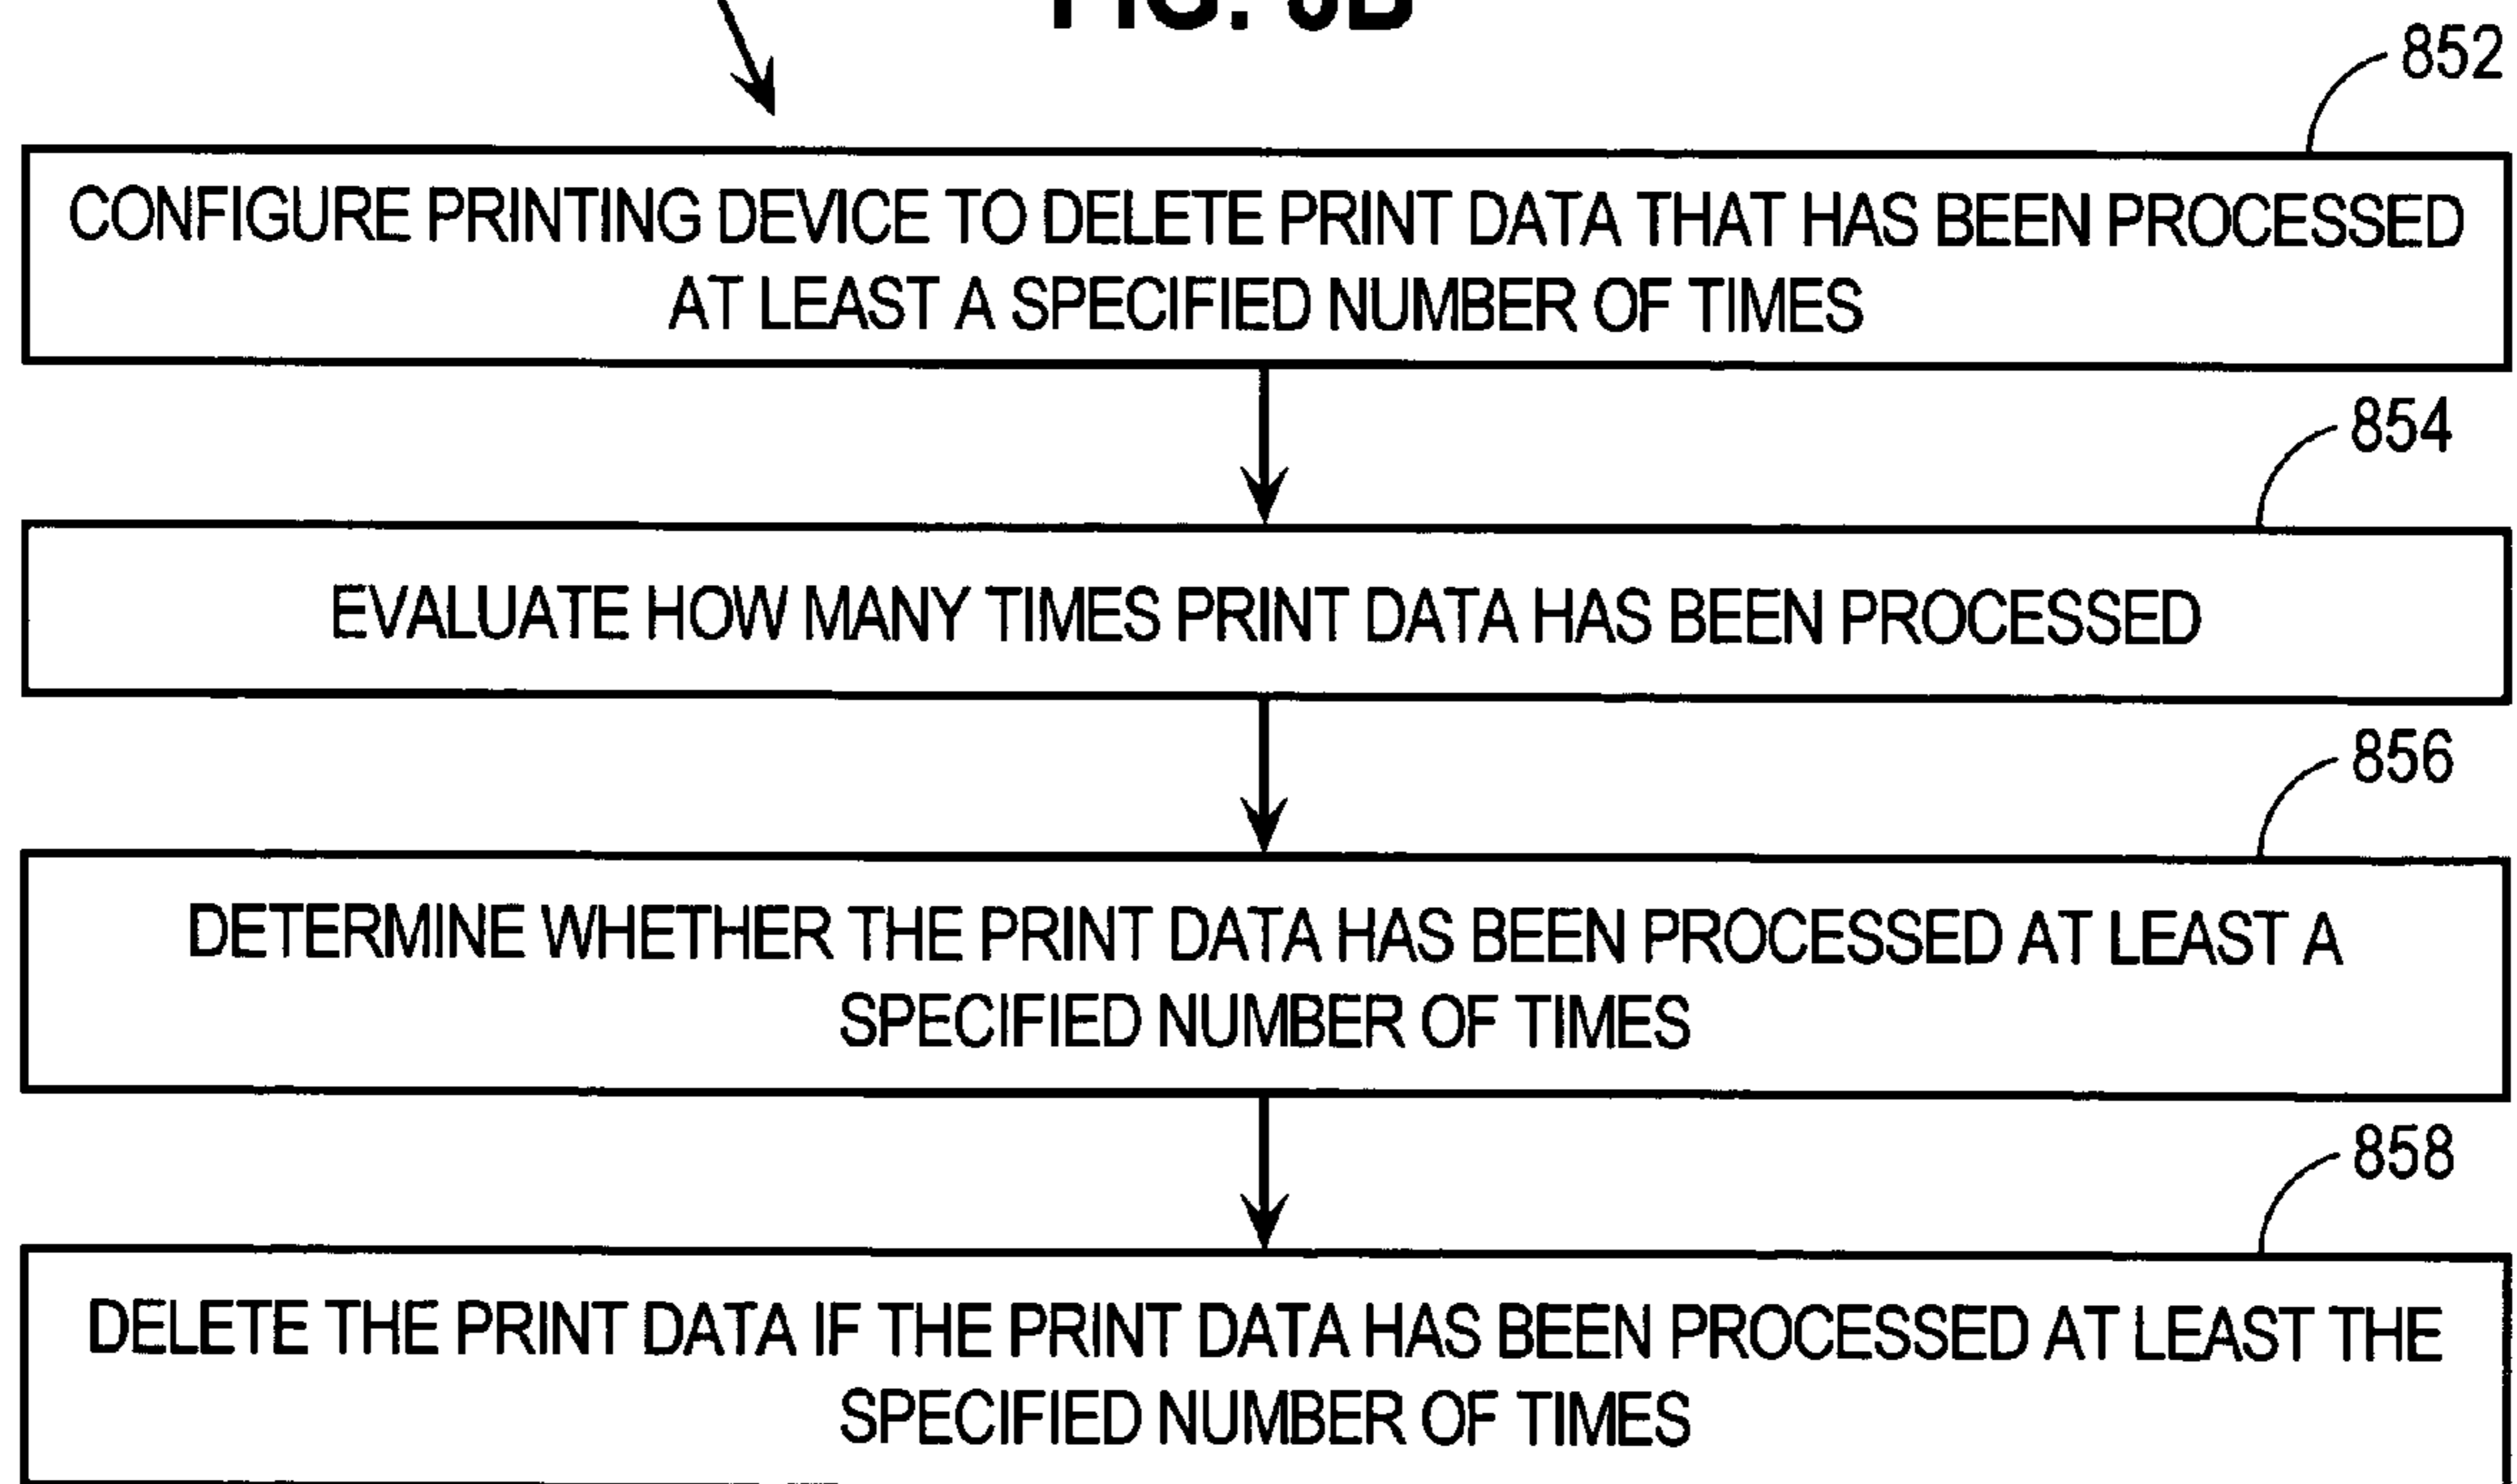 FIG.
852
CONFIGURE PRINTING DEVICE TO DELETE PRINT DATA THAT HAS BEEN PROCESSED
AT LEAST A SPECIFIED NUMBER OF TIMES
854
EVALUATE HOW MANY TIMES PRINT DATA HAS BEEN PROCESSED
856
DETERMINE WHETHER THE PRINT DATA HAS BEEN PROCESSED AT LEAST A
SPECIFIED NUMBER OF TIMES
858
DELETE THE PRINT DATA IF THE PRINT DATA HAS BEEN PROCESSED AT LEAST THE
SPECIFIED NUMBER OF TIMES